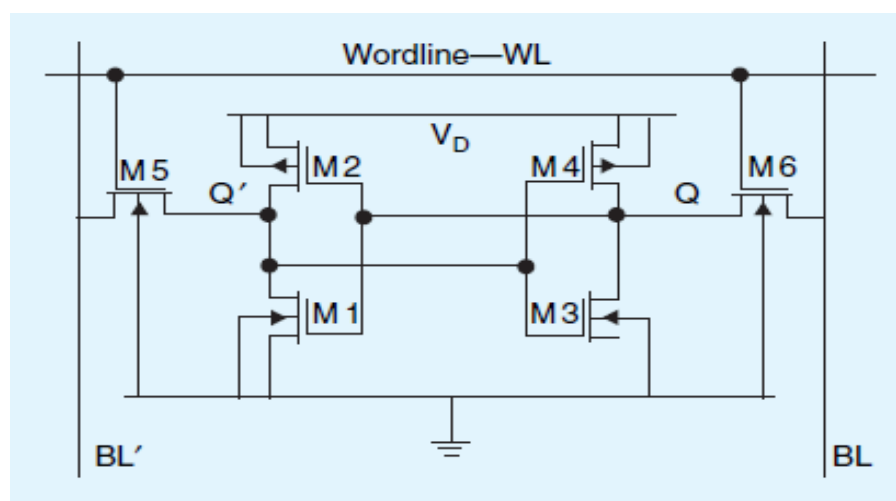 Wordline—WL
V_D
M5
M2
M4
M6
Q′
Q
M1
M3
BL′
BL